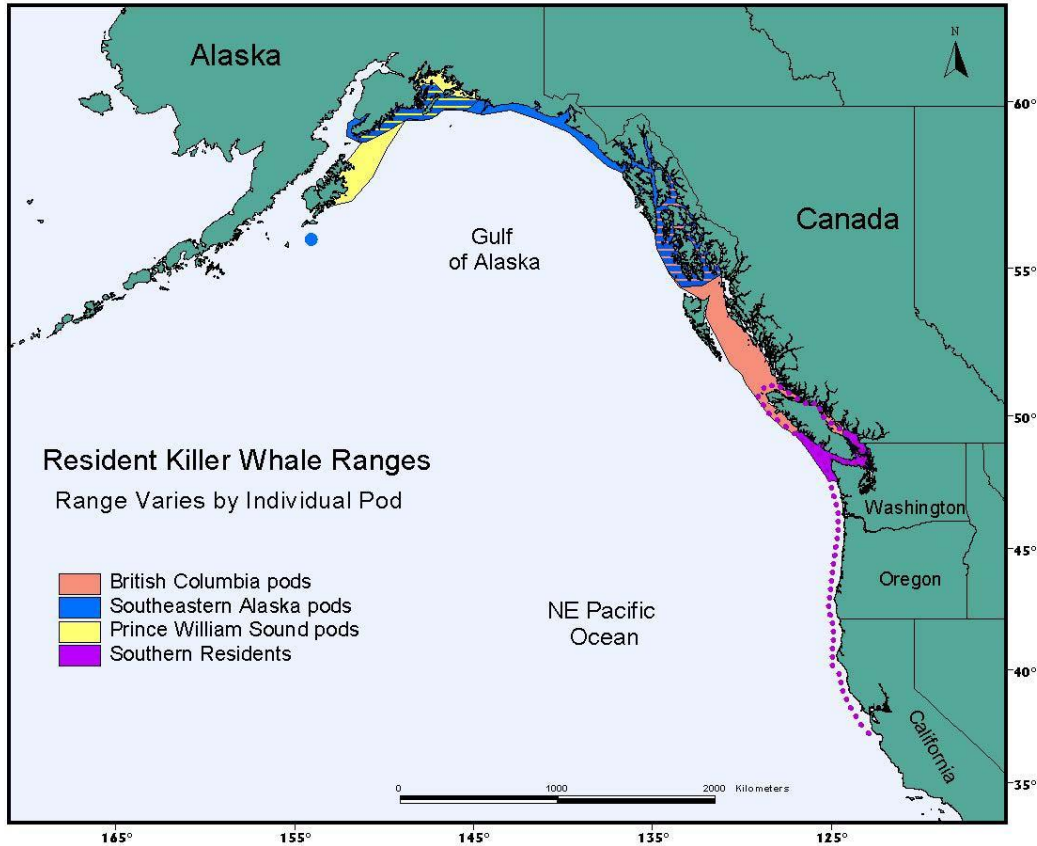 Alaska
N
60°
Canada
Gulf
of Alaska
55°
50°
Resident Killer Whale Ranges
Range Varies by Individual Pod
Washington
45°
British Columbia pods
Southeastern Alaska pods
Prince William Sound pods
Southern Residents
Oregon
NE Pacific
Ocean
40°
California
0 1000 2000 Kilometers
35°
165° 155° 145° 135° 125°